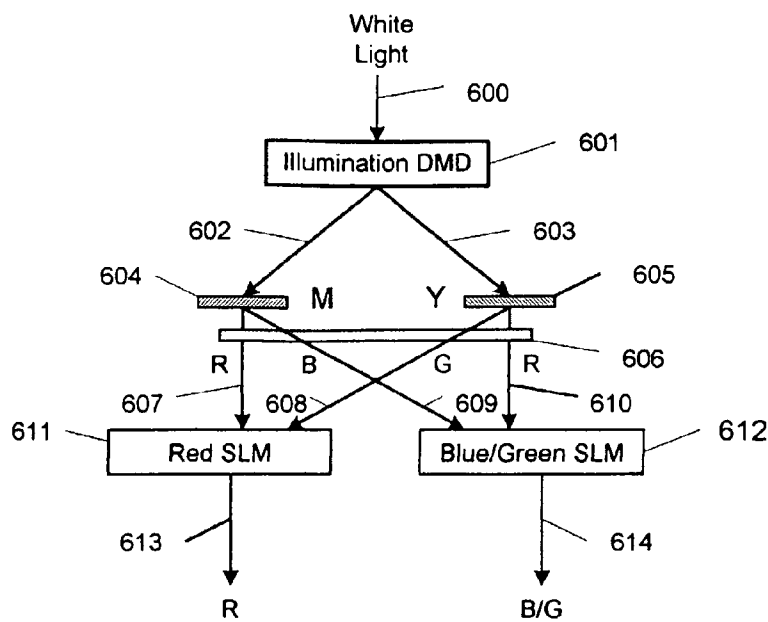 White
Light
600
Illumination DMD
601
602
603
604
M
Y
605
606
R
B
G
R
607
608
609
610
611
Red SLM
Blue/Green SLM
612
613
614
R
B/G